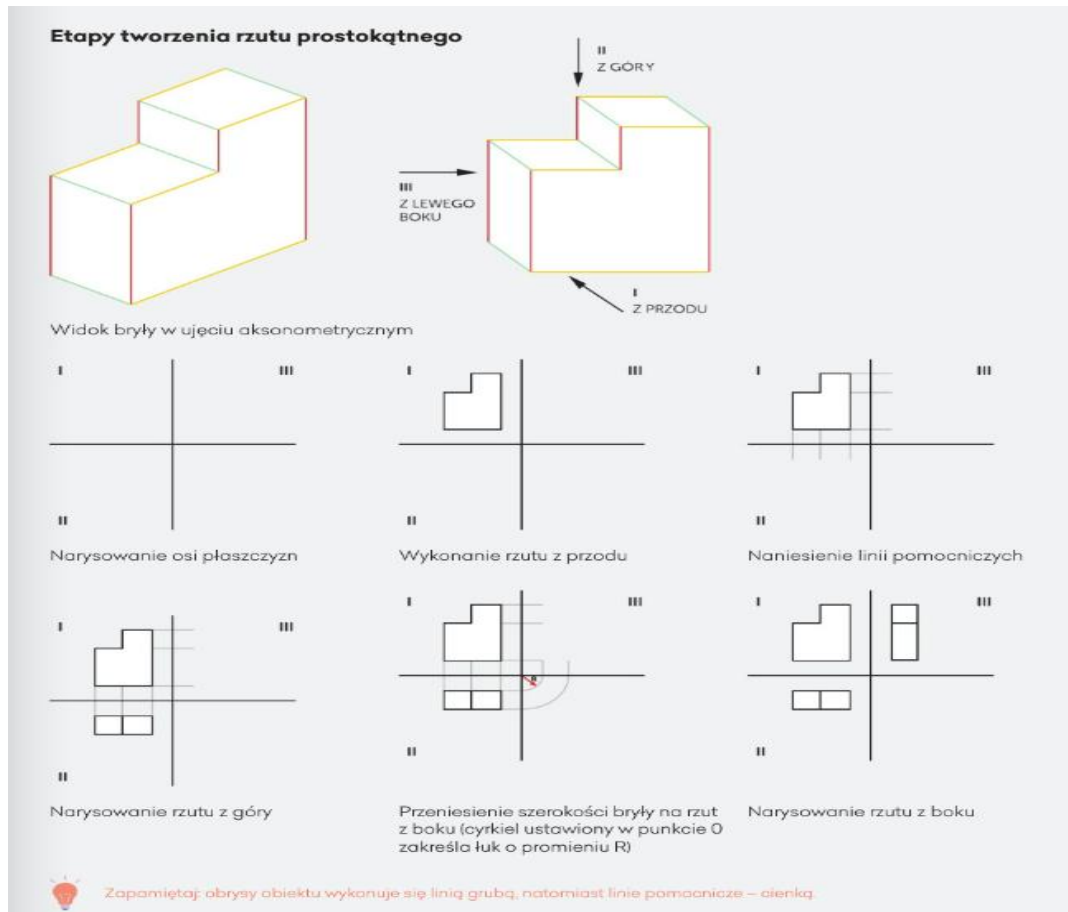 Etapy tworzenia rzutu prostokątnego
II
Z GÓRY
III
Z LEWEGO
BOKU
I
Z PRZODU
Widok bryły w ujęciu aksonometrycznym
I
III
II
Narysowanie osi płaszczyzn
I
III
II
Wykonanie rzutu z przodu
I
III
II
Naniesienie linii pomocniczych
I
III
II
Narysowanie rzutu z góry
I
III
R
II
Przeniesienie szerokości bryły na rzut
z boku (cyrkiel ustawiony w punkcie 0
zakreśla łuk o promieniu R)
I
III
II
Narysowanie rzutu z boku
Zapamiętaj: obrysy obiektu wykonuje się linią grubą, natomiast linie pomocnicze – cienką.